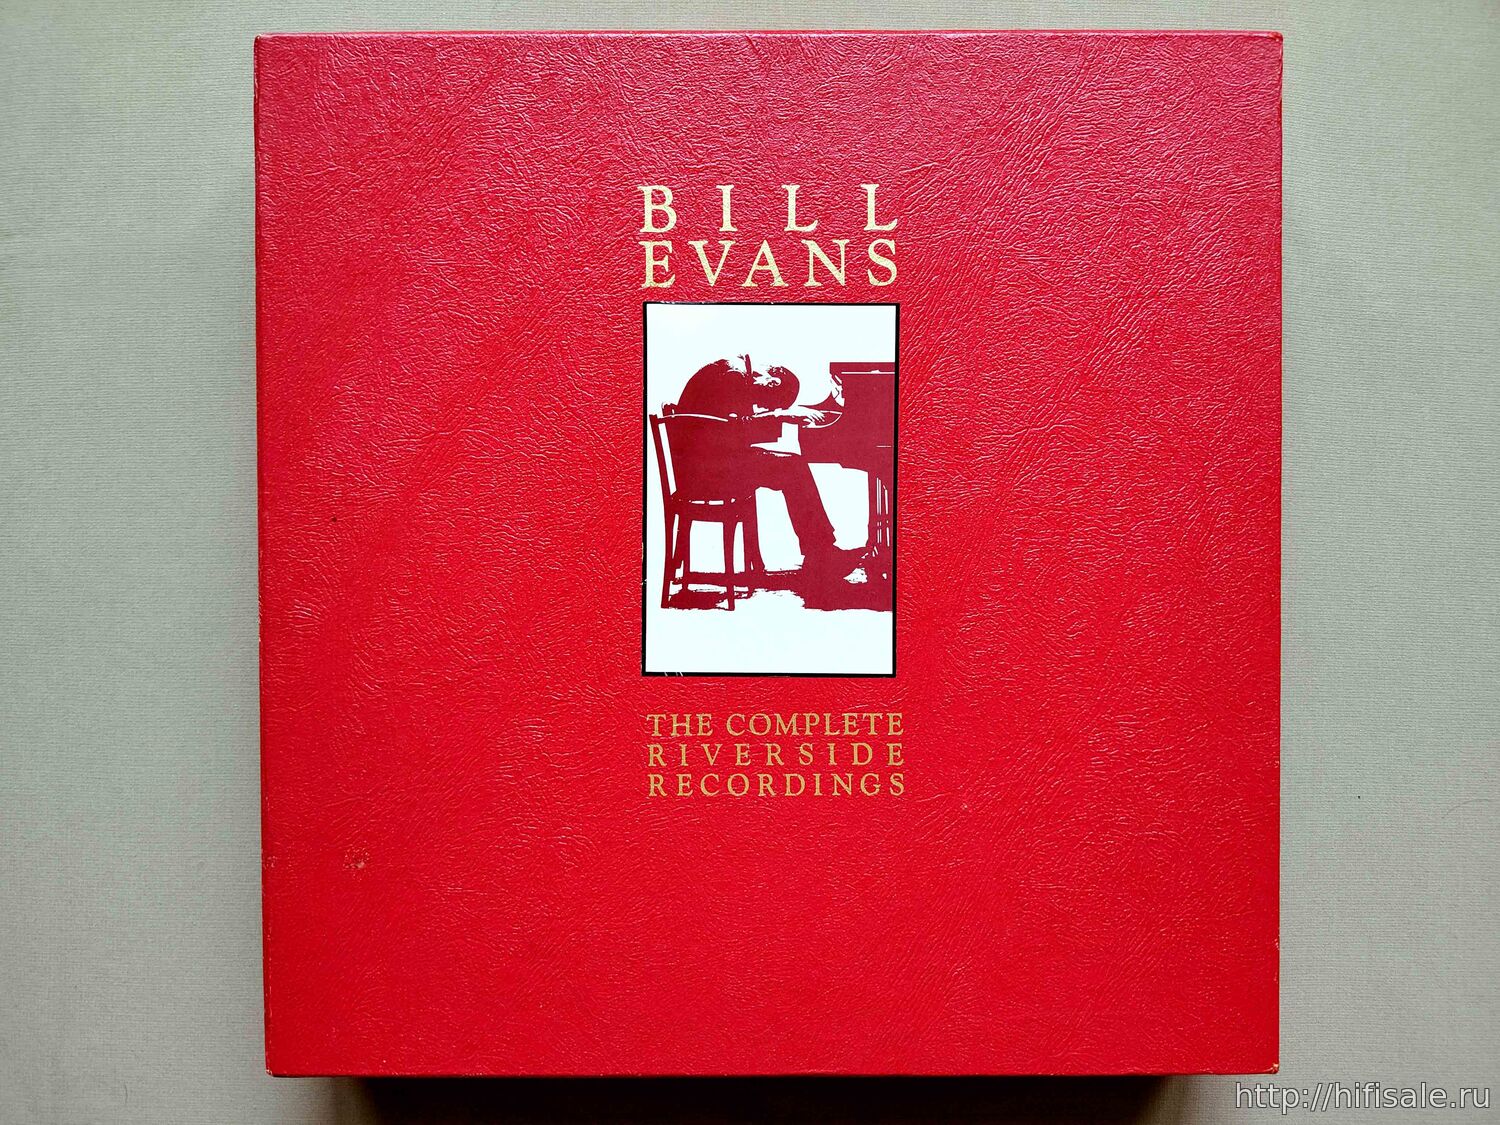 BILL
EVANS
THE COMPLETE
RIVERSIDE
RECORDINGS
http://hifisale.ru